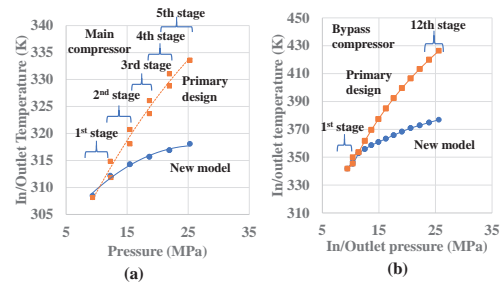 In/Outlet Temperature (K)
340
335
330
325
320
315
310
305
5
15
25
35
Pressure (MPa)
Main
compressor
1st stage
2nd stage
3rd stage
4th stage
5th stage
Primary
design
New model
(a)
In/outlet temperature (K)
450
430
410
390
370
350
330
310
5
15
25
35
In/Outlet pressure (MPa)
Bypass
compressor
12th stage
Primary
design
1st stage
New model
(b)